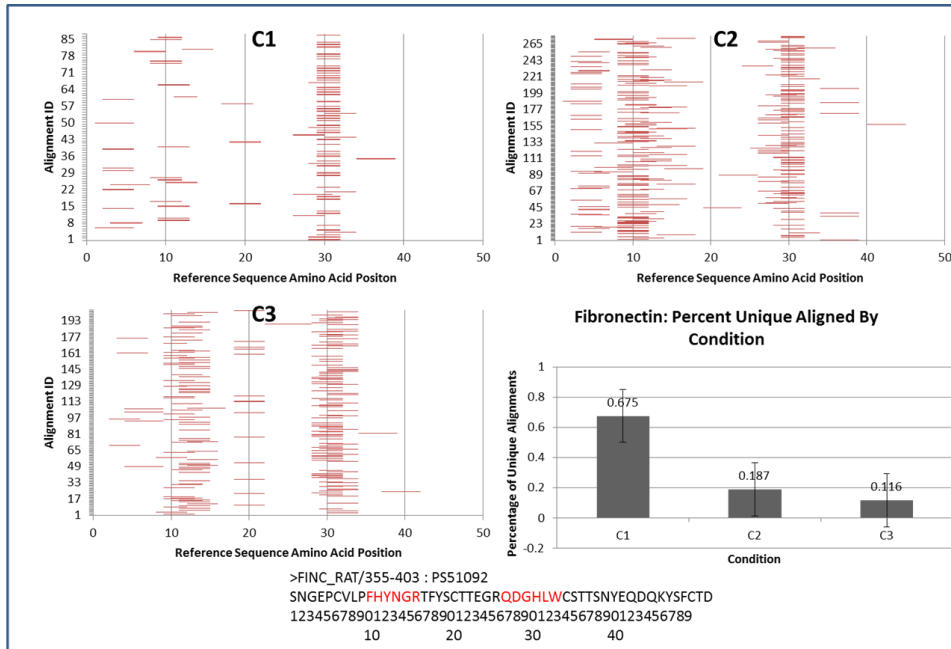 C1
Alignment ID
85
78
71
64
57
50
43
36
29
22
15
8
1
0 10 20 30 40 50
Reference Sequence Amino Acid Positon
C2
Alignment ID
265
243
221
199
177
155
133
111
89
67
45
23
1
0 10 20 30 40 50
Reference Sequence Amino Acid Positon
C3
Alignment ID
193
177
161
145
129
113
97
81
65
49
33
17
1
0 10 20 30 40 50
Reference Sequence Amino Acid Position
Fibronectin: Percent Unique Aligned By
Condition
Percentage of Unique Alignments
1
0.8
0.6
0.4
0.2
0
-0.2
0.675
0.187
0.116
C1 C2 C3
Condition
>FINC_RAT/355-403 : PS51092
SNGEPCVLPFHYNGRTFYSCTTEGRQDGHLWCSTTSNYEQDQKYSFCTD
1234567890123456789012345678901234567890123456789
10 20 30 40